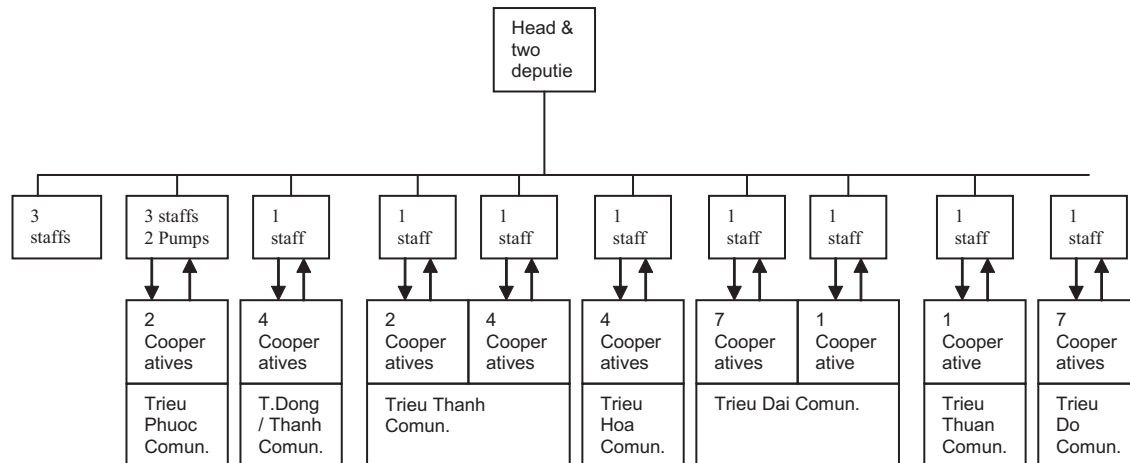 Head &
two
deputie
3
staffs
3 staffs
2 Pumps
1
staff
1
staff
1
staff
1
staff
1
staff
1
staff
1
staff
1
staff
2
Cooper
atives
4
Cooper
atives
2
Cooper
atives
4
Cooper
atives
4
Cooper
atives
7
Cooper
atives
1
Cooper
ative
1
Cooper
ative
7
Cooper
atives
Trieu
Phuoc
Comun.
T.Dong
/ Thanh
Comun.
Trieu Thanh
Comun.
Trieu
Hoa
Comun.
Trieu Dai Comun.
Trieu
Thuan
Comun.
Trieu
Do
Comun.